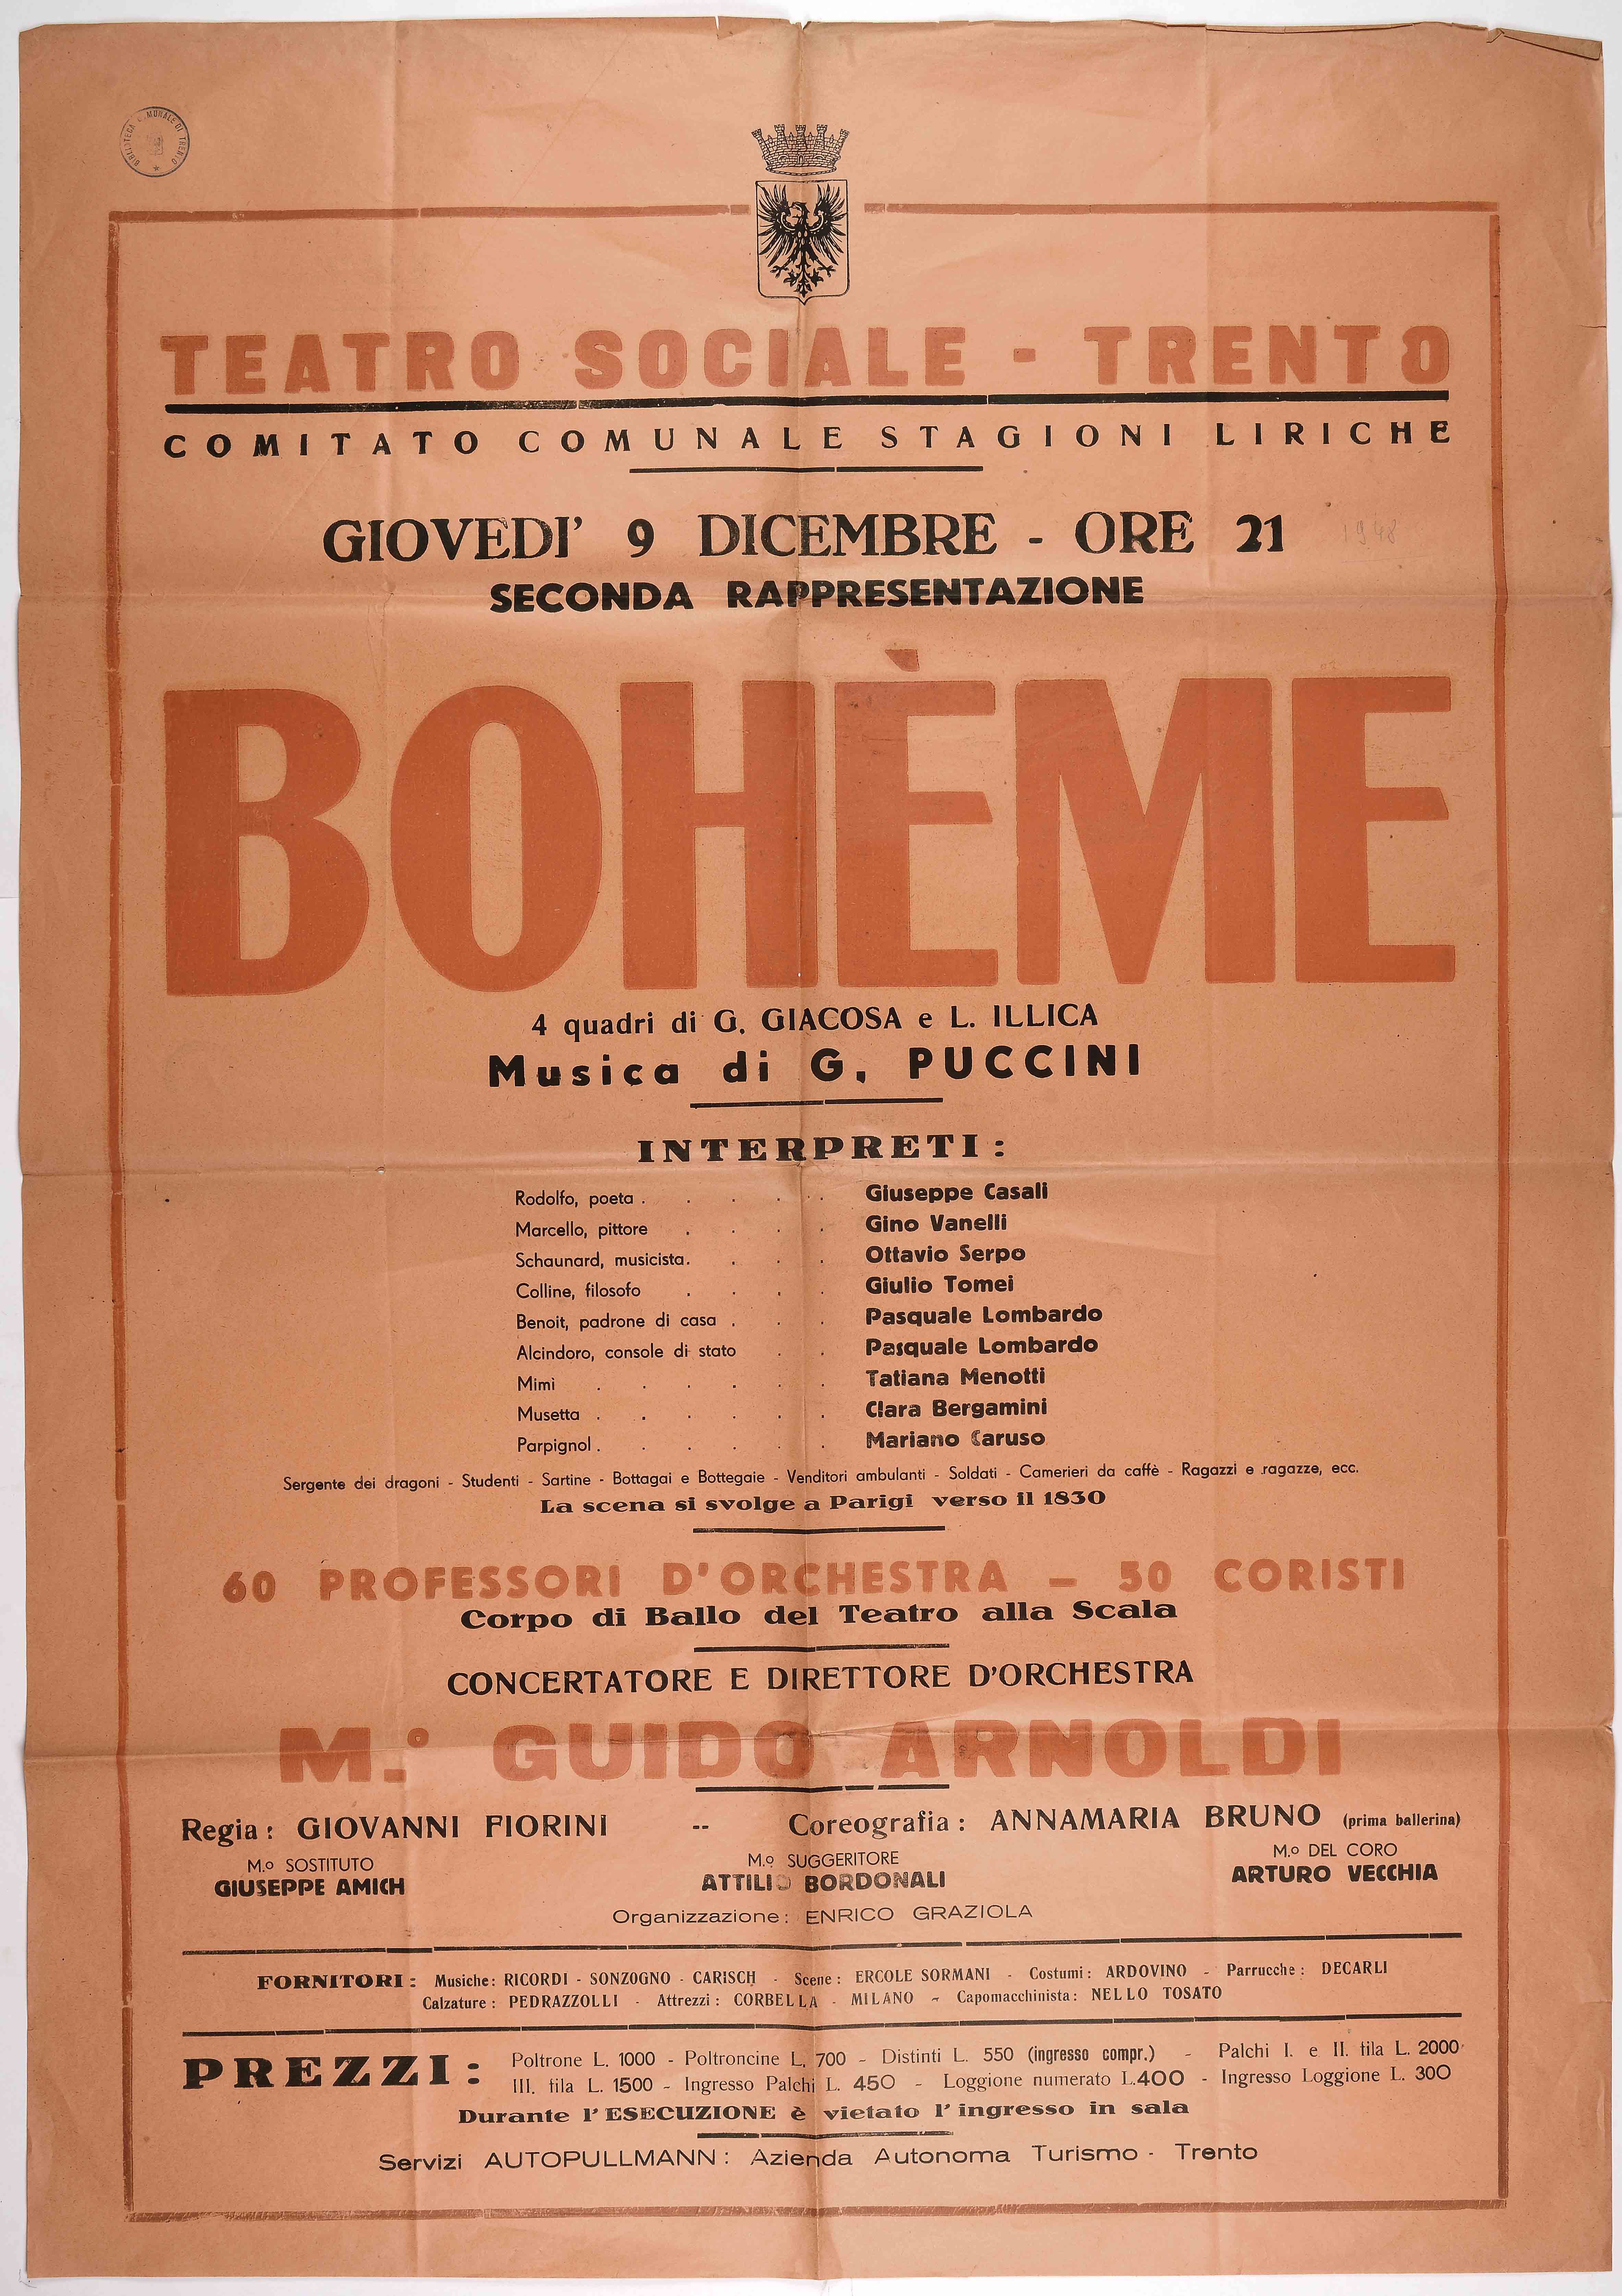 BIBLIOTECA COMUNALE DI TRENTO
TEATRO SOCIALE - TRENTO
COMITATO COMUNALE STAGIONI LIRICHE
GIOVEDI' 9 DICEMBRE - ORE 21
1948
SECONDA RAPPRESENTAZIONE
BOHÈME
4 quadri di G. GIACOSA e L. ILLICA
Musica di G. PUCCINI
INTERPRETI:
Rodolfo, poeta . . . . . . Giuseppe Casali
Marcello, pittore . . . . Gino Vanelli
Schaunard, musicista. . . . Ottavio Serpo
Colline, filosofo . . . . Giulio Tomei
Benoit, padrone di casa . . . Pasquale Lombardo
Alcindoro, console di stato . . Pasquale Lombardo
Mimì . . . . . . Tatiana Menotti
Musetta . . . . . . Clara Bergamini
Parpignol . . . . . . Mariano Caruso
Sergente dei dragoni - Studenti - Sartine - Bottagai e Bottegaie - Venditori ambulanti - Soldati - Camerieri da caffè - Ragazzi e ragazze, ecc.
La scena si svolge a Parigi verso il 1830
60 PROFESSORI D'ORCHESTRA — 50 CORISTI
Corpo di Ballo del Teatro alla Scala
CONCERTATORE E DIRETTORE D'ORCHESTRA
M.° GUIDO ARNOLDI
Regia: GIOVANNI FIORINI -- Coreografia: ANNAMARIA BRUNO (prima ballerina)
M.o SOSTITUTO M.o SUGGERITORE M.o DEL CORO
GIUSEPPE AMICH ATTILIO BORDONALI ARTURO VECCHIA
Organizzazione: ENRICO GRAZIOLA
FORNITORI: Musiche: RICORDI - SONZOGNO - CARISCH - Scene: ERCOLE SORMANI - Costumi: ARDOVINO - Parrucche: DECARLI
Calzature: PEDRAZZOLLI - Attrezzi: CORBELLA - MILANO - Capomacchinista: NELLO TOSATO
PREZZI: Poltrone L. 1000 - Poltroncine L. 700 - Distinti L. 550 (ingresso compr.) - Palchi I. e II. fila L. 2000
III. fila L. 1500 - Ingresso Palchi L. 450 - Loggione numerato L.400 - Ingresso Loggione L. 300
Durante l'ESECUZIONE è vietato l'ingresso in sala
Servizi AUTOPULLMANN: Azienda Autonoma Turismo - Trento